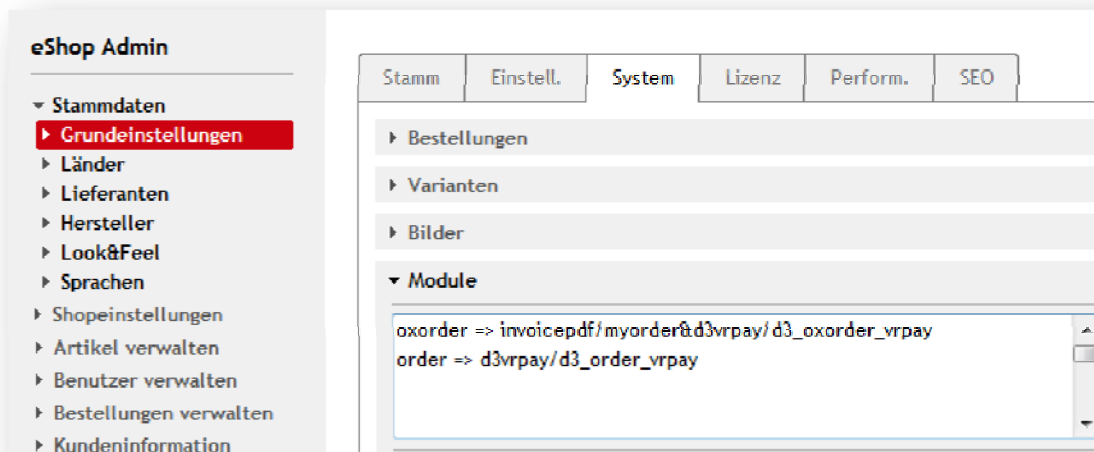 eShop Admin
Stammdaten
Grundeinstellungen
Länder
Lieferanten
Hersteller
Look&Feel
Sprachen
Shopeinstellungen
Artikel verwalten
Benutzer verwalten
Bestellungen verwalten
Kundeninformation
Stamm Einstell. System Lizenz Perform. SEO
Bestellungen
Varianten
Bilder
Module
oxorder => invoicepdf/myorder&d3vrpay/d3_oxorder_vrpay
order => d3vrpay/d3_order_vrpay